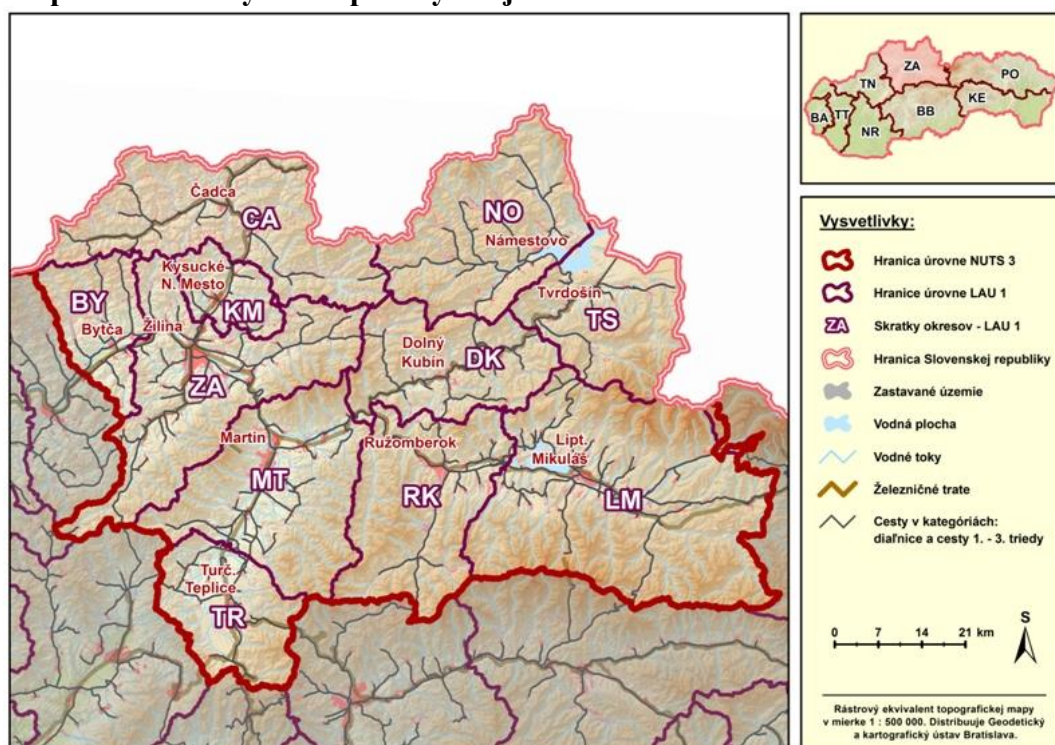 Čadca
CA
NO
Námestovo
Kysucké
N. Mesto
BY
KM
Bytča
Žilina
Tvrdošín
TS
Dolný
Kubín
DK
ZA
Martin
Ružomberok
Lipt.
Mikuláš
MT
RK
LM
Turč.
Teplice
TR
ZA
TN
PO
KE
BA
TT
BB
NR
Vysvetlivky:
Hranica úrovne NUTS 3
Hranice úrovne LAU 1
ZA Skratky okresov - LAU 1
Hranica Slovenskej republiky
Zastavané územie
Vodná plocha
Vodné toky
Železničné trate
Cesty v kategóriách:
diaľnice a cesty 1. - 3. triedy
S
0 7 14 21 km
Rástrový ekvivalent topografickej mapy
v mierke 1 : 500 000. Distribuuje Geodetický
a kartografický ústav Bratislava.